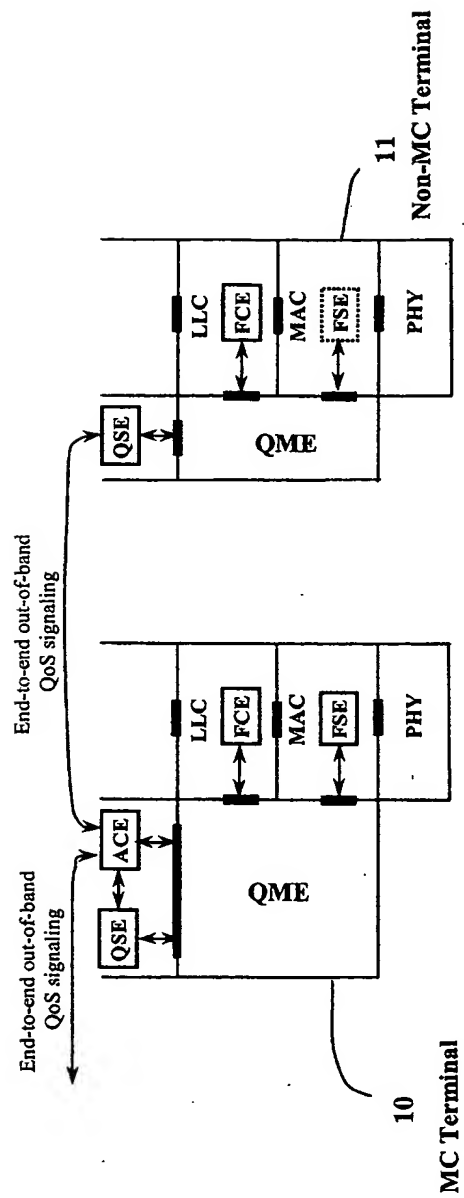 End-to-end out-of-band
QoS signaling
End-to-end out-of-band
QoS signaling
QSE
ACE
QME
LLC
FCE
MAC
FSE
PHY
10
MC Terminal
QSE
QME
LLC
FCE
MAC
FSE
PHY
11
Non-MC Terminal